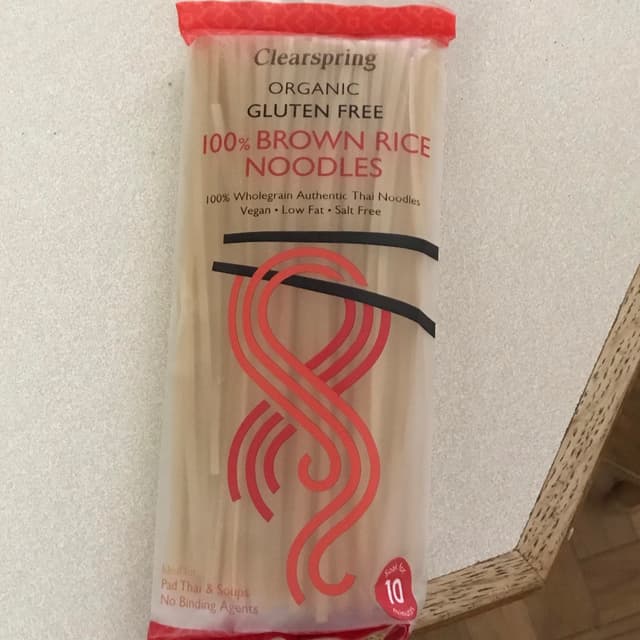 Clearspring
ORGANIC
GLUTEN FREE
100% BROWN RICE
NOODLES
100% Wholegrain Authentic Thai Noodles
Vegan • Low Fat • Salt Free
Pad Thai & Soups
No Binding Agents
10